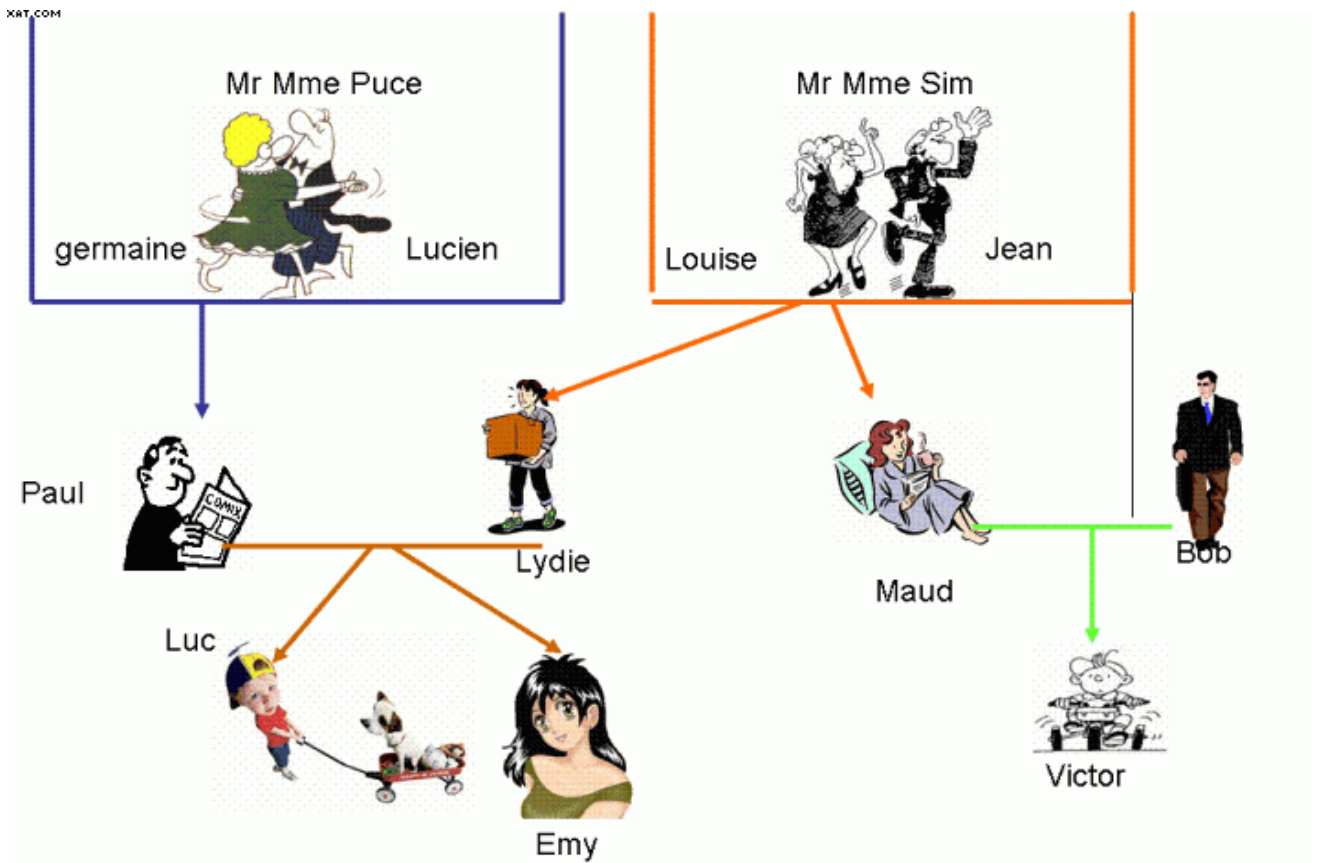 XAT.COM
Mr Mme Puce
Mr Mme Sim
germaine
Lucien
Louise
Jean
Paul
COMIX
Lydie
Bob
Maud
Luc
Victor
Emy